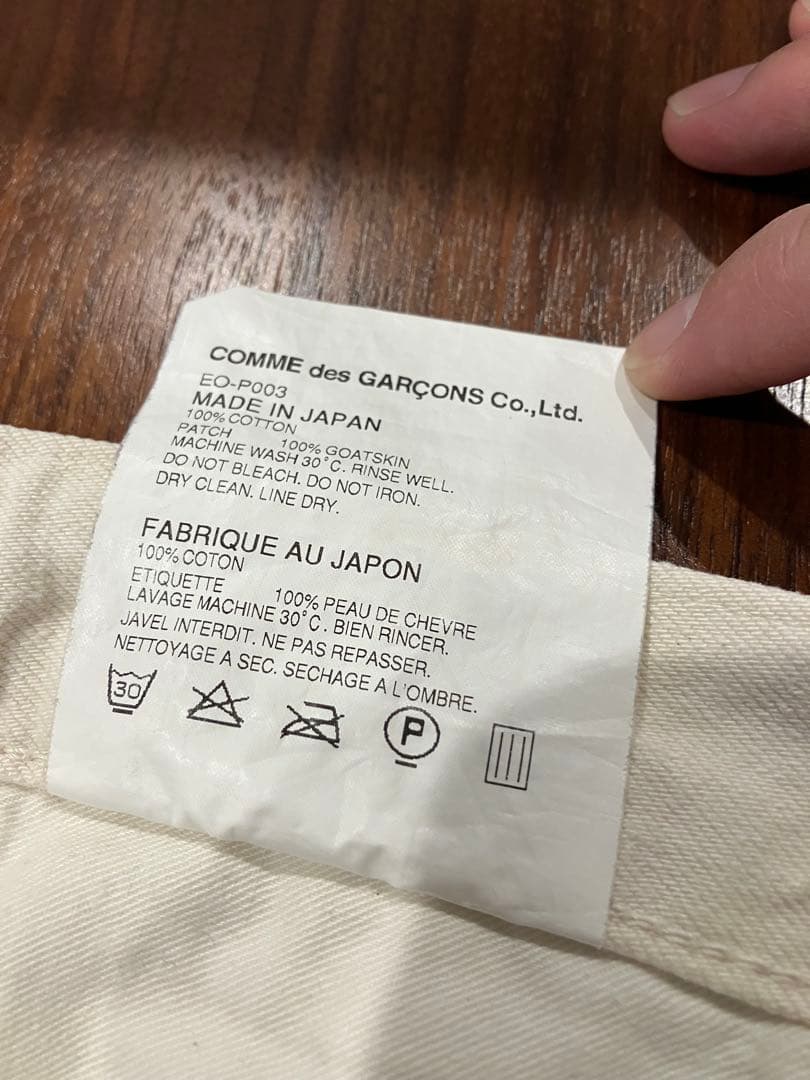 COMME des GARÇONS Co.,Ltd.
EO-P003
MADE IN JAPAN
100% COTTON
PATCH 100% GOATSKIN
MACHINE WASH 30°C. RINSE WELL.
DO NOT BLEACH. DO NOT IRON.
DRY CLEAN. LINE DRY.
FABRIQUE AU JAPON
100% COTON
ETIQUETTE 100% PEAU DE CHEVRE
LAVAGE MACHINE 30°C. BIEN RINCER.
JAVEL INTERDIT. NE PAS REPASSER.
NETTOYAGE A SEC. SECHAGE A L'OMBRE.
30 P